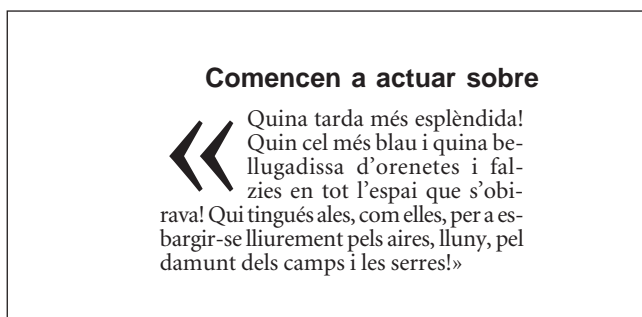 Comencen a actuar sobre
« Quina tarda més esplèndida!
Quin cel més blau i quina be-
llugadissa d'orenetes i fal-
zies en tot l'espai que s'obi-
rava! Qui tingués ales, com elles, per a es-
bargir-se lliurement pels aires, lluny, pel
damunt dels camps i les serres!»